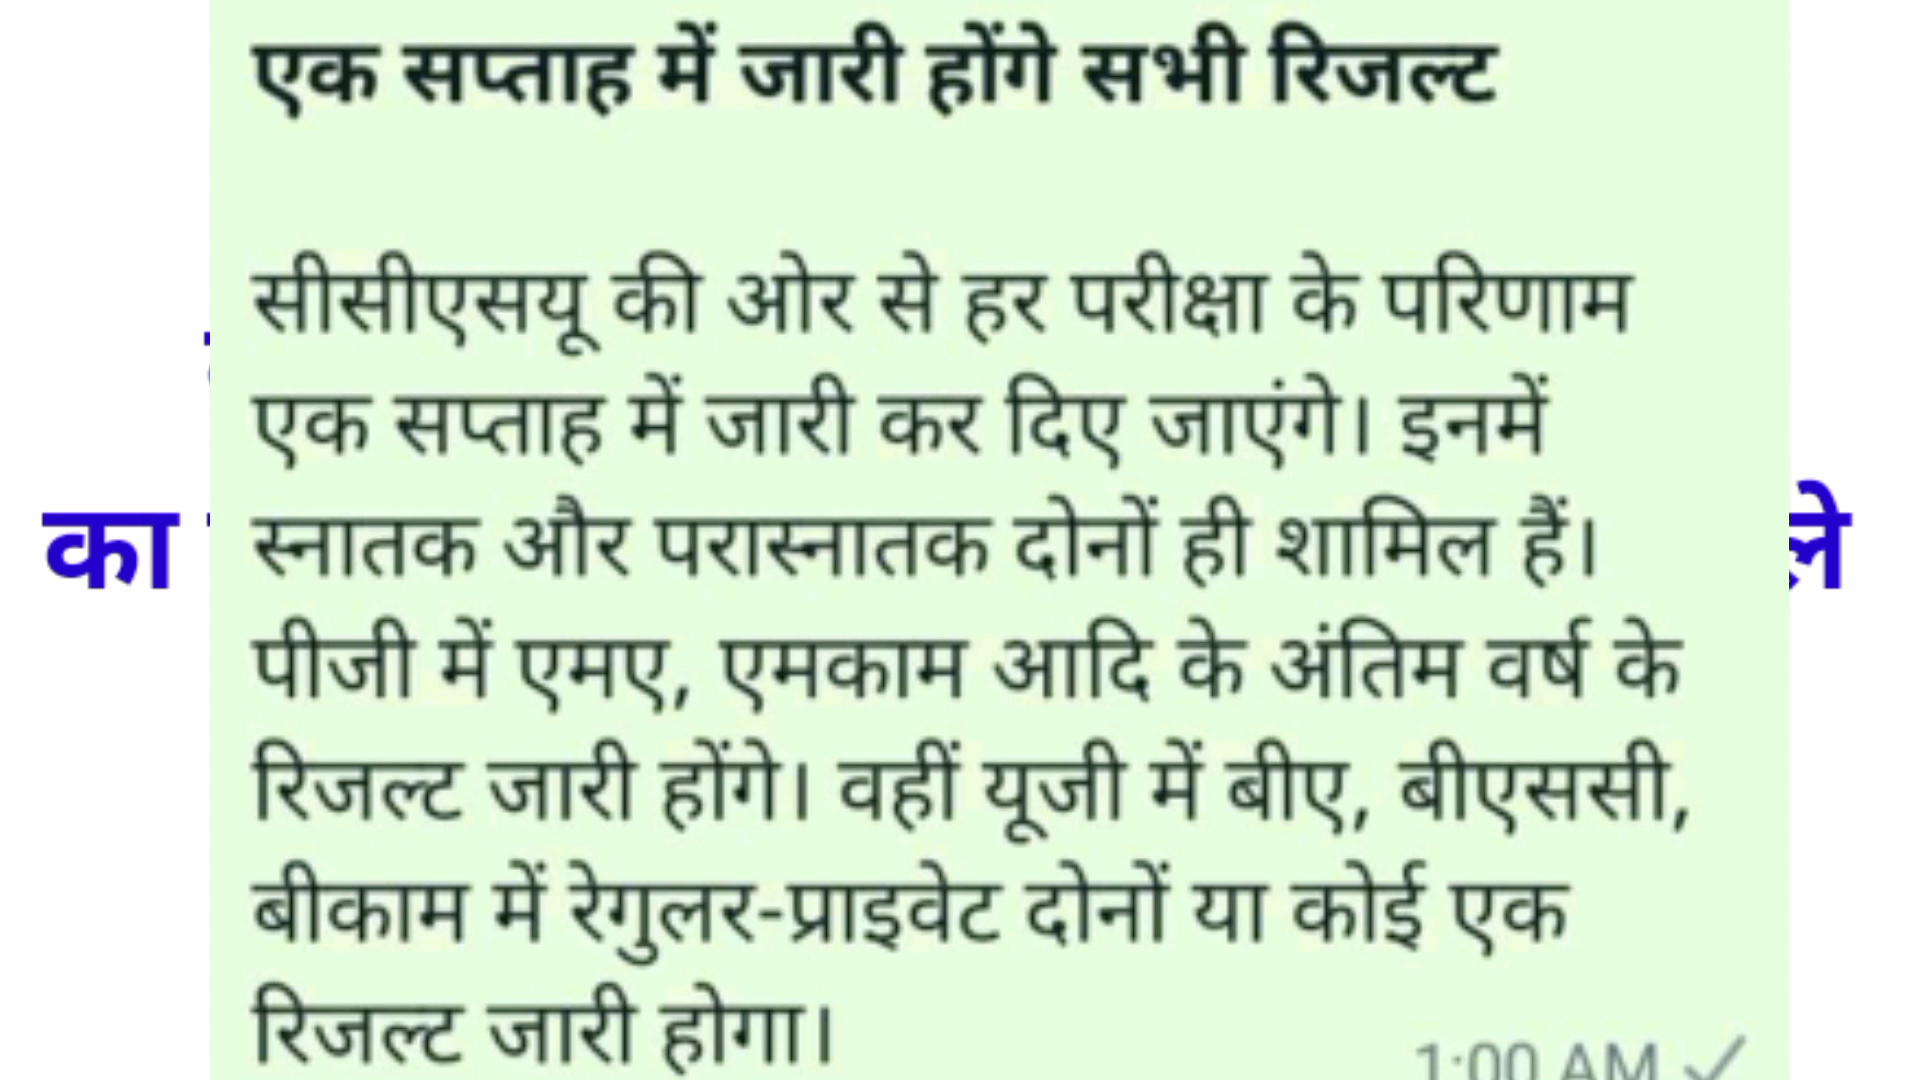 एक सप्ताह में जारी होंगे सभी रिजल्ट
सीसीएसयू की ओर से हर परीक्षा के परिणाम
एक सप्ताह में जारी कर दिए जाएंगे। इनमें
स्नातक और परास्नातक दोनों ही शामिल हैं।
का
ले
पीजी में एमए, एमकाम आदि के अंतिम वर्ष के
रिजल्ट जारी होंगे। वहीं यूजी में बीए, बीएससी,
बीकाम में रेगुलर-प्राइवेट दोनों या कोई एक
रिजल्ट जारी होगा।
1:00 AM